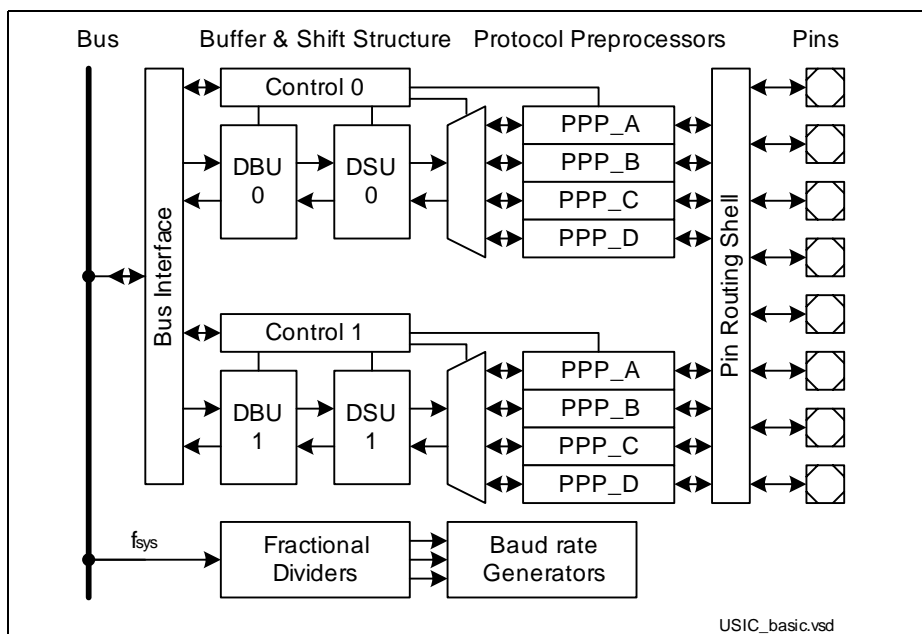 Bus
Buffer & Shift Structure
Protocol Preprocessors
Pins
Control 0
DBU
0
DSU
0
PPP_A
PPP_B
PPP_C
PPP_D
Bus Interface
Pin Routing Shell
Control 1
DBU
1
DSU
1
PPP_A
PPP_B
PPP_C
PPP_D
fsys
Fractional
Dividers
Baud rate
Generators
USIC_basic.vsd